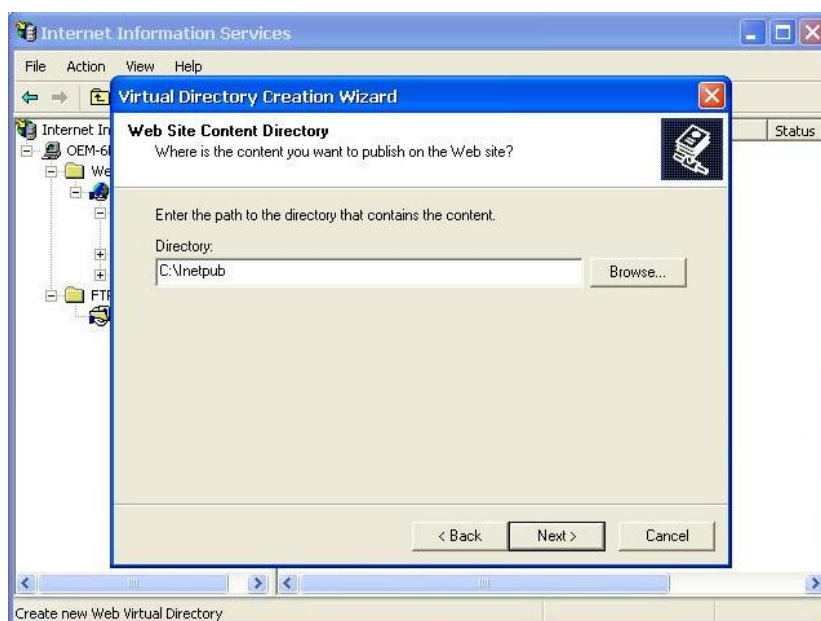 Internet Information Services
File Action View Help
Virtual Directory Creation Wizard
Internet In
Status
OEM-6
We
FTF
Web Site Content Directory
Where is the content you want to publish on the Web site?
Enter the path to the directory that contains the content.
Directory:
C:\Inetpub
Browse...
< Back
Next >
Cancel
Create new Web Virtual Directory